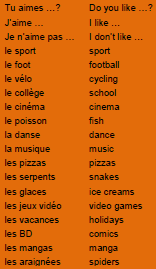 Tu aimes …? Do you like …?
J'aime … I like …
Je n'aime pas … I don't like …
le sport sport
le foot football
le vélo cycling
le collège school
le cinéma cinema
le poisson fish
la danse dance
la musique music
les pizzas pizzas
les serpents snakes
les glaces ice creams
les jeux vidéo video games
les vacances holidays
les BD comics
les mangas manga
les araignées spiders